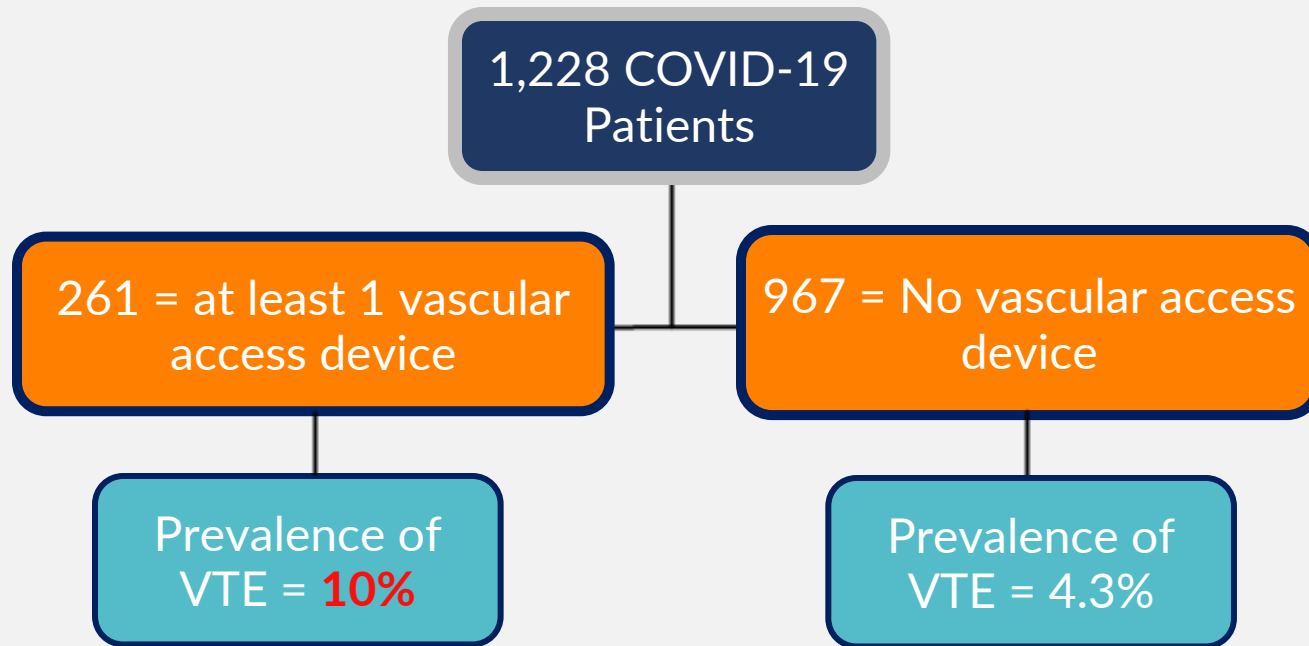 1,228 COVID-19
Patients
261 = at least 1 vascular
access device
967 = No vascular access
device
Prevalence of
VTE = 10%
Prevalence of
VTE = 4.3%